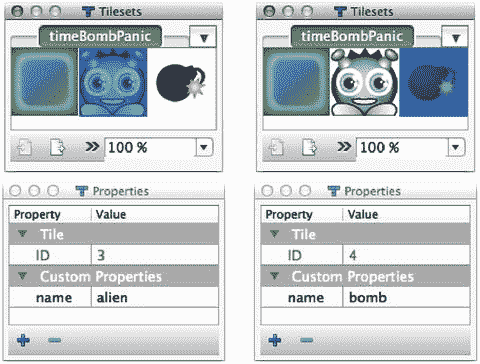 Tilesets
timeBombPanic
100 %
Properties
Property Value
Tile
ID 3
Custom Properties
name alien
Tilesets
timeBombPanic
100 %
Properties
Property Value
Tile
ID 4
Custom Properties
name bomb